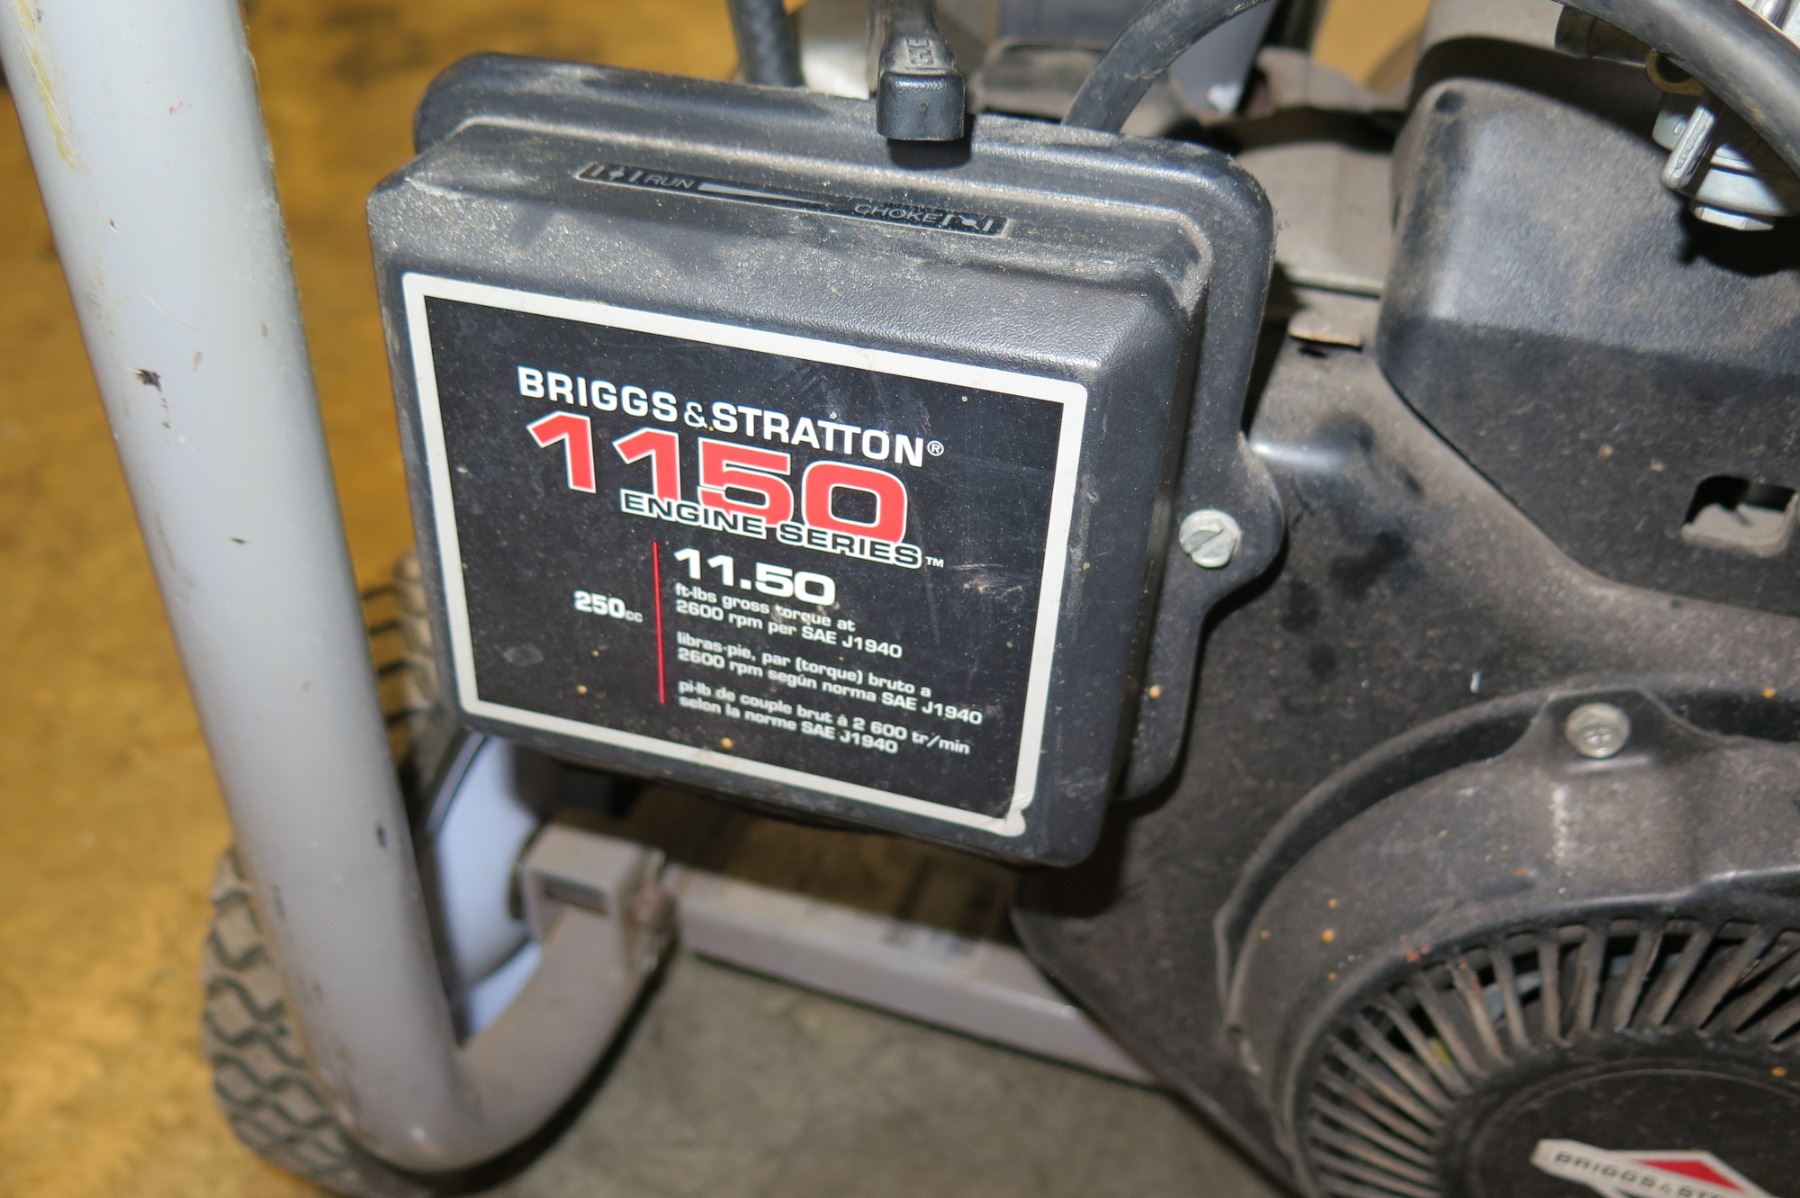 CHOKE
RUN
CHOKE
BRIGGS & STRATTON®
1150
ENGINE SERIES™
250cc
11.50
ft-lbs gross torque at
2600 rpm per SAE J1940
libras-pie, par (torque) bruto a
2600 rpm según norma SAE J1940
pi-lb de couple brut à 2 600 tr/min
selon la norme SAE J1940
BRIGGS &